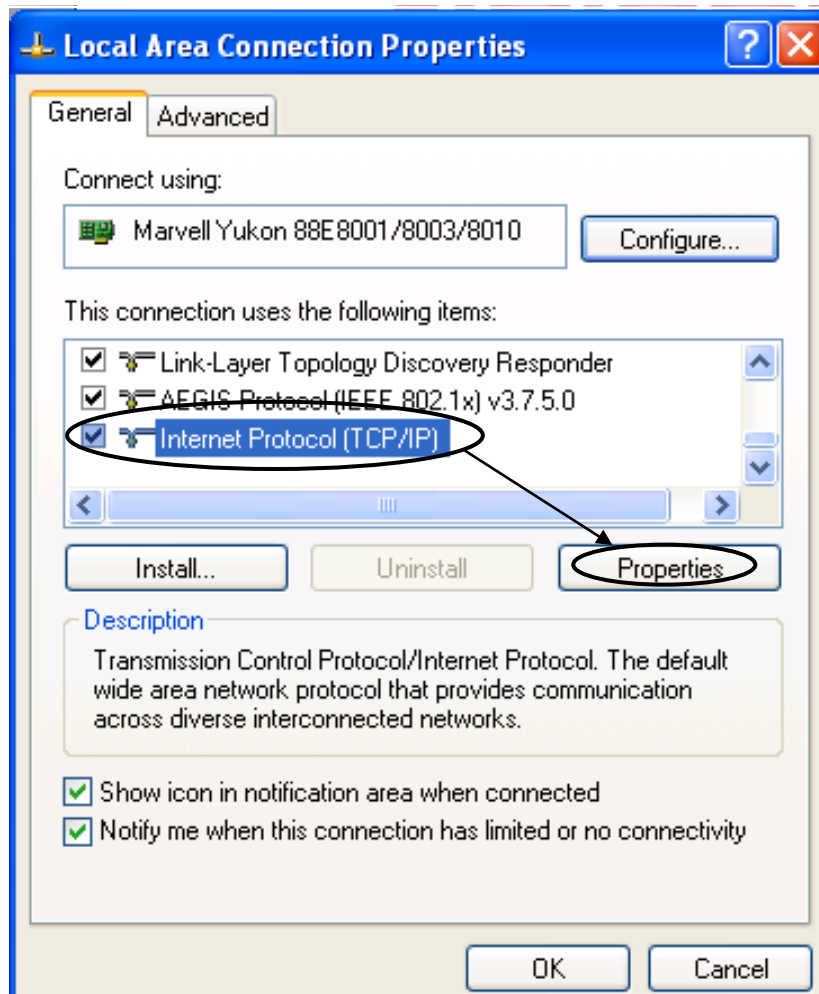 Local Area Connection Properties
General
Advanced
Connect using:
Marvell Yukon 88E8001/8003/8010
Configure...
This connection uses the following items:
Link-Layer Topology Discovery Responder
AEGIS Protocol (IEEE 802.1x) v3.7.5.0
Internet Protocol (TCP/IP)
Install...
Uninstall
Properties
Description
Transmission Control Protocol/Internet Protocol. The default
wide area network protocol that provides communication
across diverse interconnected networks.
Show icon in notification area when connected
Notify me when this connection has limited or no connectivity
OK
Cancel